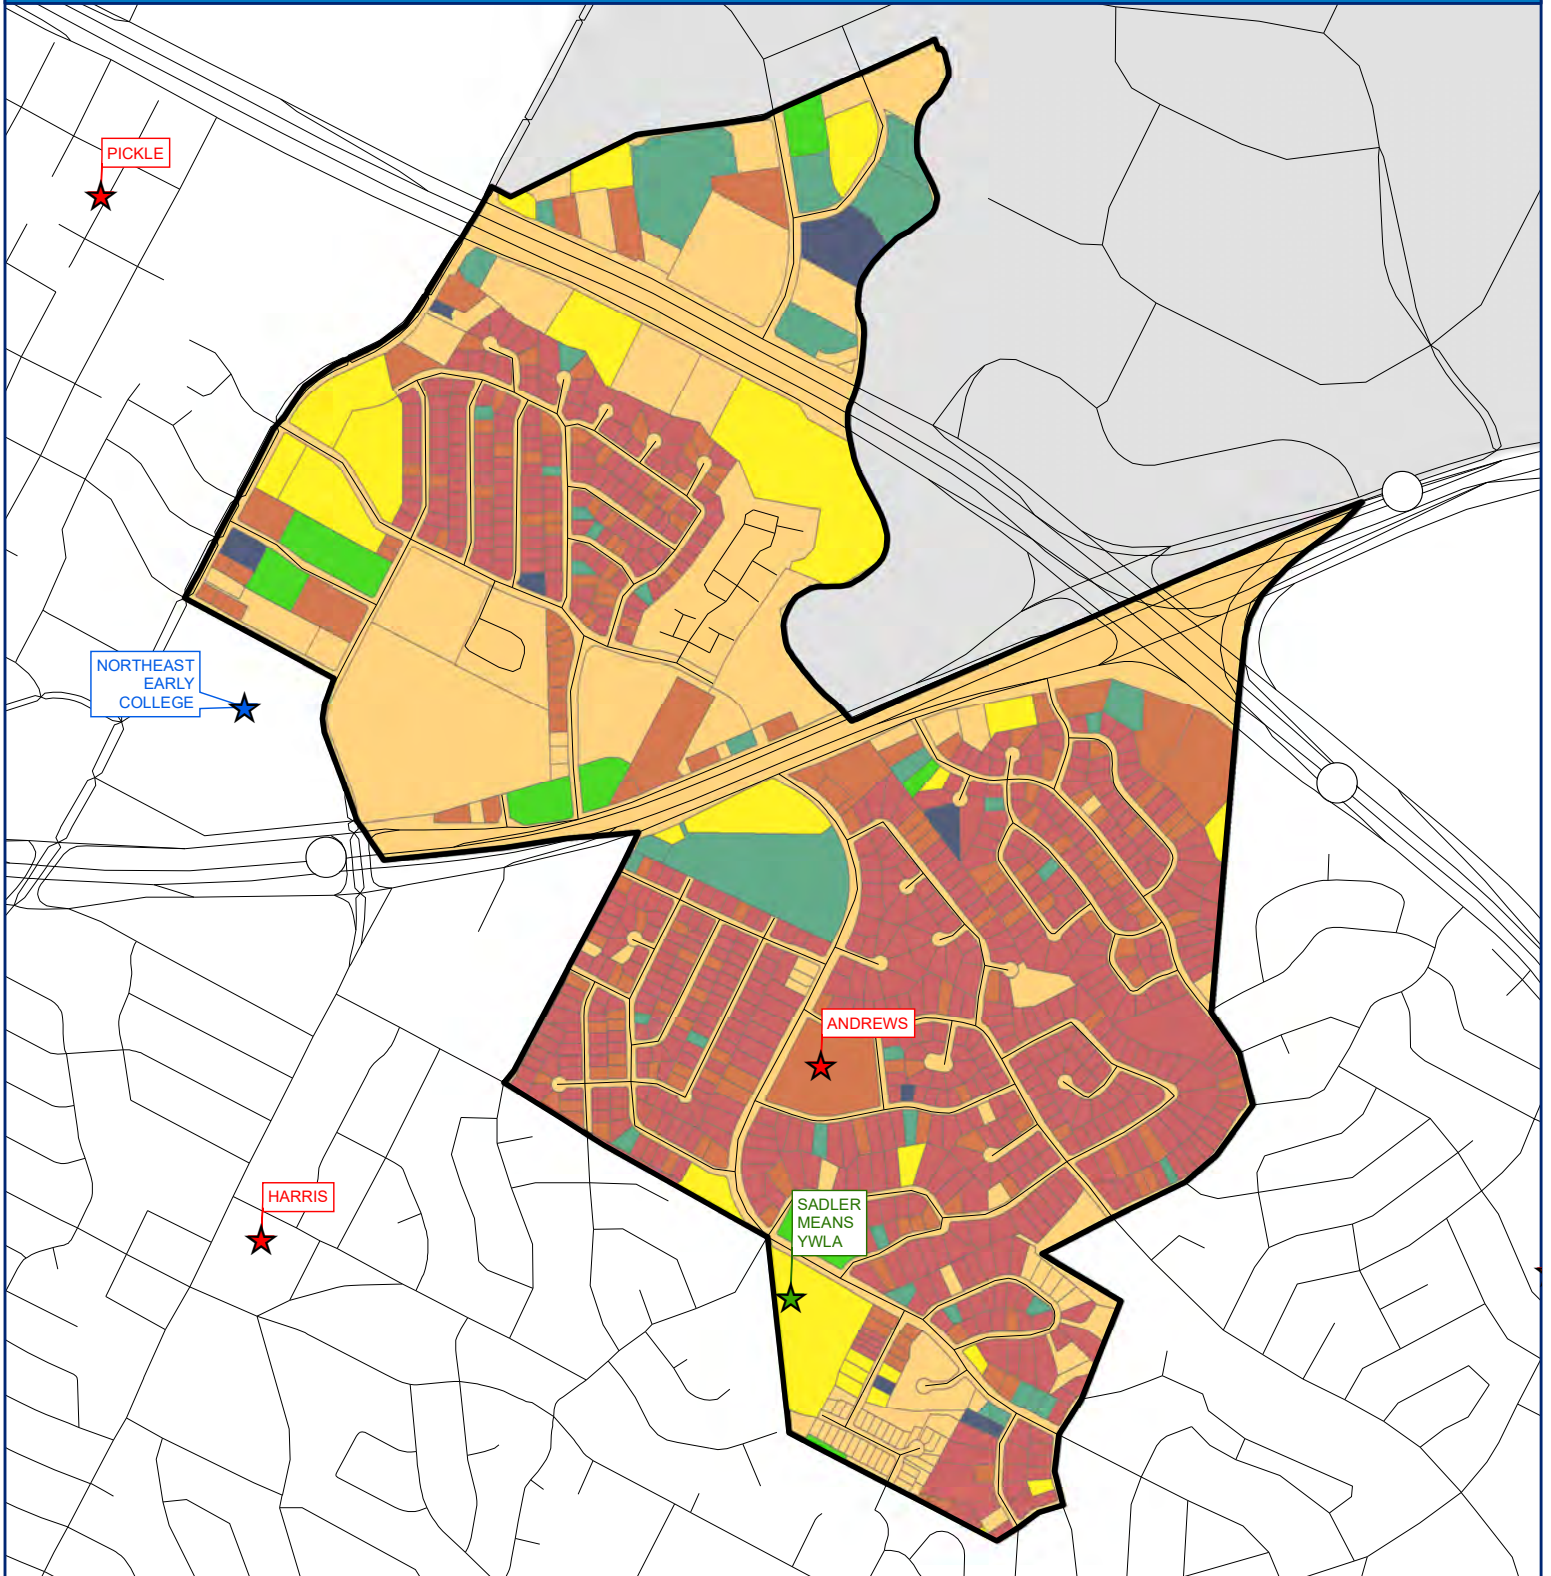 PICKLE
NORTHEAST
EARLY
COLLEGE
ANDREWS
HARRIS
SADLER
MEANS
YWLA